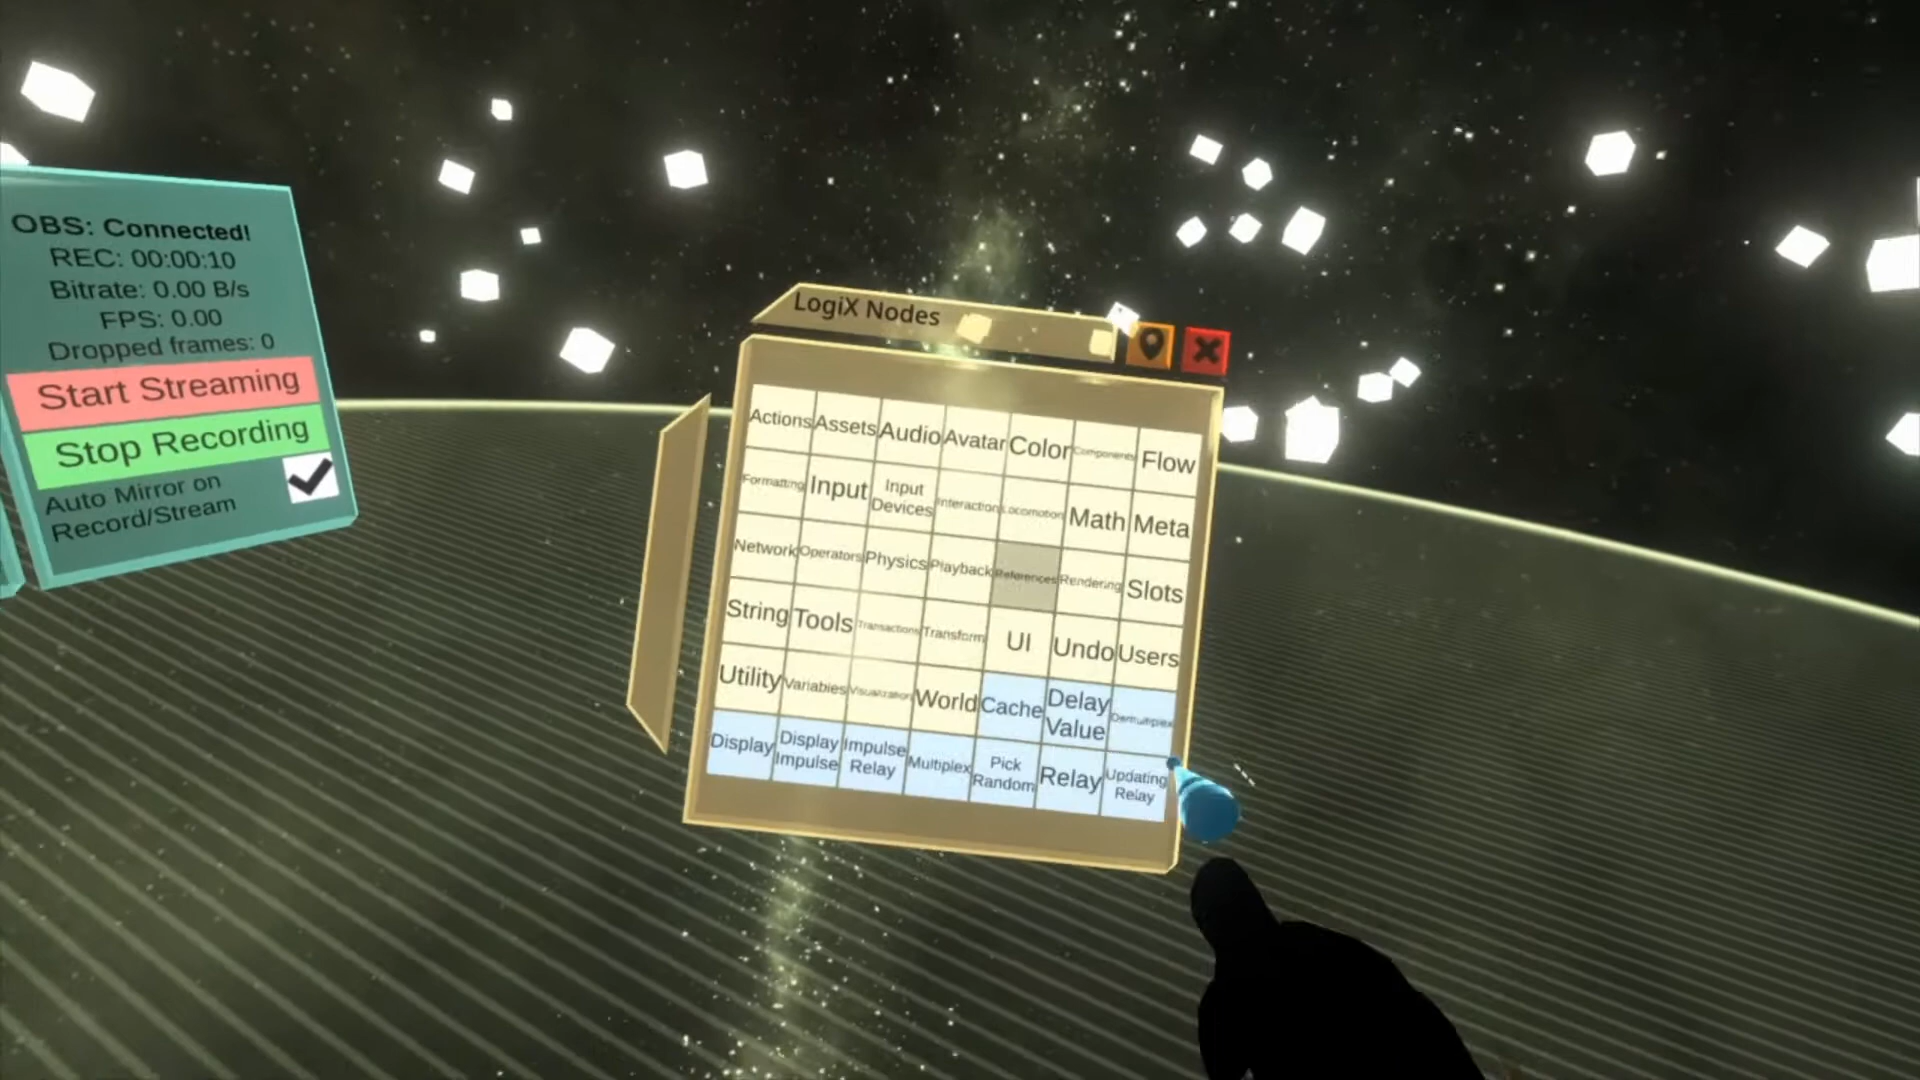 OBS: Connected!
REC: 00:00:10
Bitrate: 0.00 B/s
FPS: 0.00
Dropped frames: 0
Start Streaming
Stop Recording
Auto Mirror on
Record/Stream
LogiX Nodes
Actions Assets Audio Avatar Color Components Flow
Formatting Input Input Devices Interaction Locomotion Math Meta
Network Operators Physics Playback References Rendering Slots
String Tools Transactions Transform UI Undo Users
Utility Variables Visualization World Cache Delay Value Demultiplex
Display Display Impulse Impulse Relay Multiplex Pick Random Relay Updating Relay